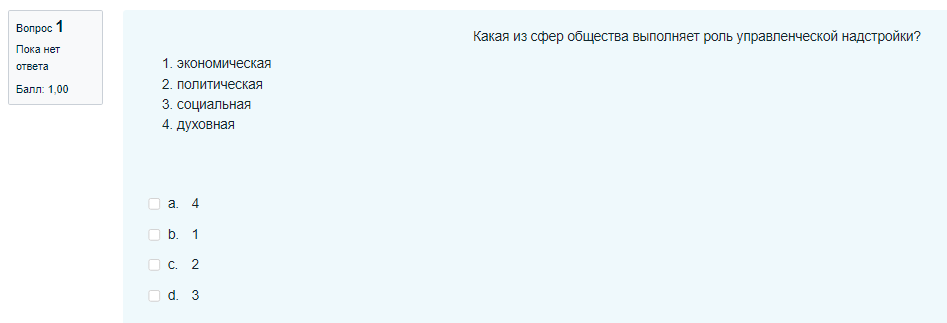 Вопрос 1
Пока нет
ответа
Балл: 1,00
Какая из сфер общества выполняет роль управленческой надстройки?
1. экономическая
2. политическая
3. социальная
4. духовная
a. 4
b. 1
c. 2
d. 3